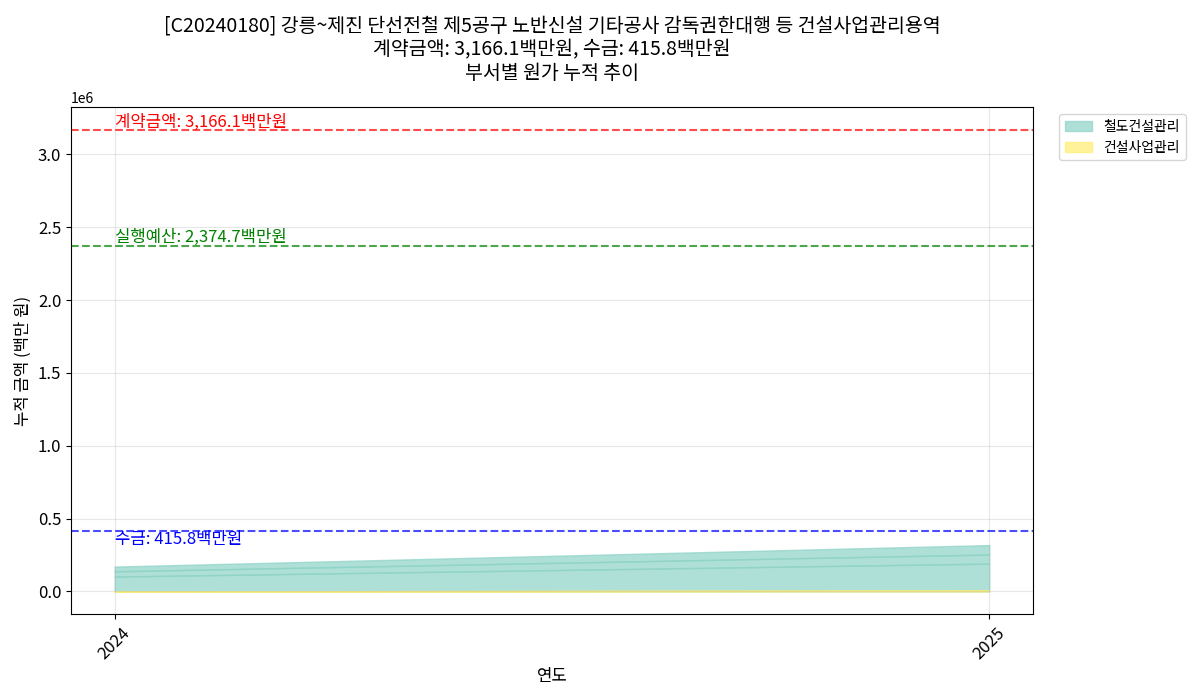 [C20240180] 강릉~제진 단선전철 제5공구 노반신설 기타공사 감독권한대행 등 건설사업관리용역
계약금액: 3,166.1백만원, 수금: 415.8백만원
부서별 원가 누적 추이
1e6
계약금액: 3,166.1백만원
철도건설관리
건설사업관리
3.0
실행예산: 2,374.7백만원
2.5
2.0
1.5
1.0
0.5
수금: 415.8백만원
0.0
누적 금액 (백만 원)
2024
2025
연도